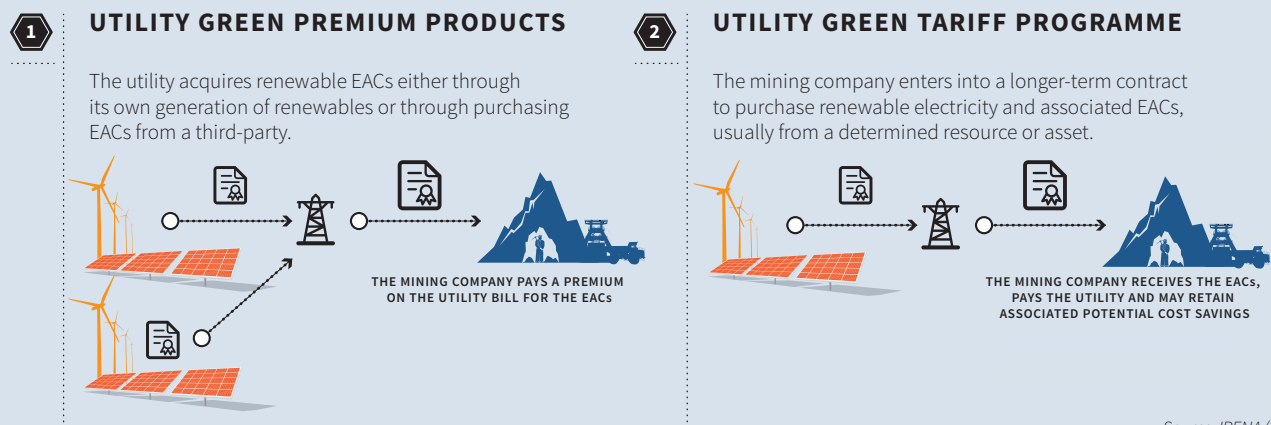 1
UTILITY GREEN PREMIUM PRODUCTS
The utility acquires renewable EACs either through
its own generation of renewables or through purchasing
EACs from a third-party.
THE MINING COMPANY PAYS A PREMIUM
ON THE UTILITY BILL FOR THE EACs
2
UTILITY GREEN TARIFF PROGRAMME
The mining company enters into a longer-term contract
to purchase renewable electricity and associated EACs,
usually from a determined resource or asset.
THE MINING COMPANY RECEIVES THE EACs,
PAYS THE UTILITY AND MAY RETAIN
ASSOCIATED POTENTIAL COST SAVINGS